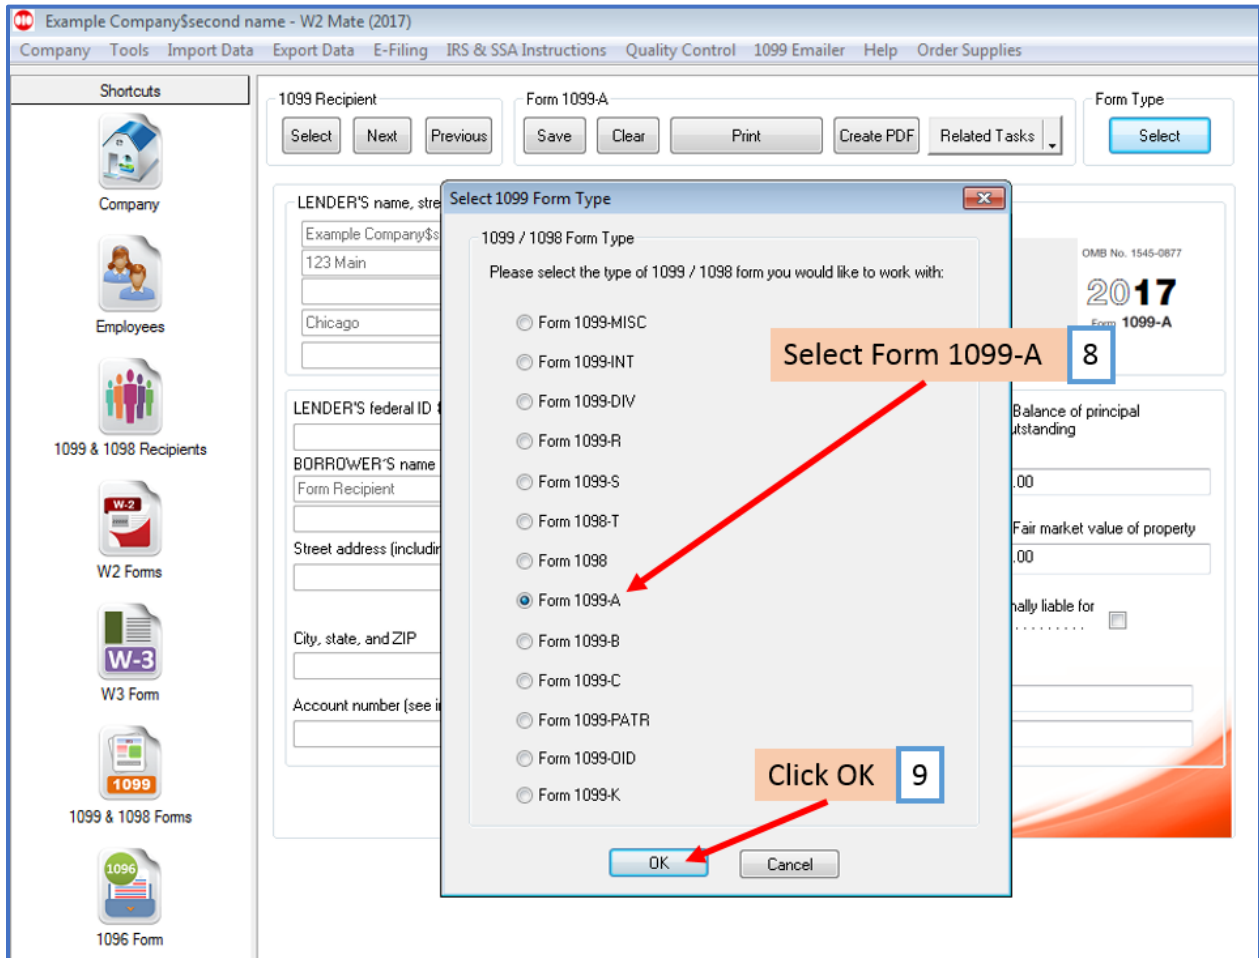 Example Company$second name - W2 Mate (2017)
Company Tools Import Data Export Data E-Filing IRS & SSA Instructions Quality Control 1099 Emailer Help Order Supplies
Shortcuts
Company
Employees
1099 & 1098 Recipients
W-2
W2 Forms
W-3
W3 Form
1099
1099 & 1098 Forms
1096
1096 Form
1099 Recipient
Select Next Previous
Form 1099-A
Save Clear Print Create PDF Related Tasks
Form Type
Select
LENDER'S name, stre
Example Company$s
123 Main
Chicago
OMB No. 1545-0877
2017
Form 1099-A
LENDER'S federal ID
BORROWER'S name
Form Recipient
Street address (includin
City, state, and ZIP
Account number (see i
Balance of principal
utstanding
.00
Fair market value of property
.00
nally liable for
. . . . . . . . . .
Select 1099 Form Type
1099 / 1098 Form Type
Please select the type of 1099 / 1098 form you would like to work with:
Form 1099-MISC
Form 1099-INT
Form 1099-DIV
Form 1099-R
Form 1099-S
Form 1098-T
Form 1098
Form 1099-A
Form 1099-B
Form 1099-C
Form 1099-PATR
Form 1099-OID
Form 1099-K
OK Cancel
Select Form 1099-A 8
Click OK 9